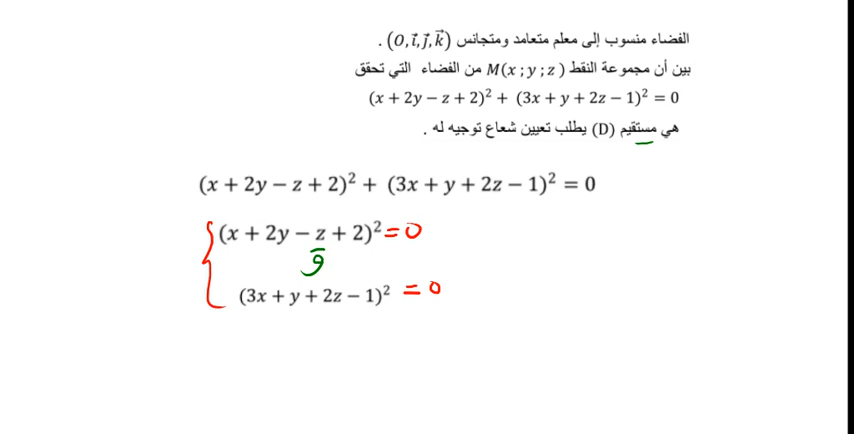 الفضاء منسوب إلى معلم متعامد ومتجانس (O, i⃗, j⃗, k⃗) .
بين أن مجموعة النقط M(x ; y ; z) من الفضاء التي تحقق
(x + 2y − z + 2)² + (3x + y + 2z − 1)² = 0
هي مستقيم (D) يطلب تعيين شعاع توجيه له .
(x + 2y − z + 2)² + (3x + y + 2z − 1)² = 0
(x + 2y − z + 2)² = 0
و
(3x + y + 2z − 1)² = 0